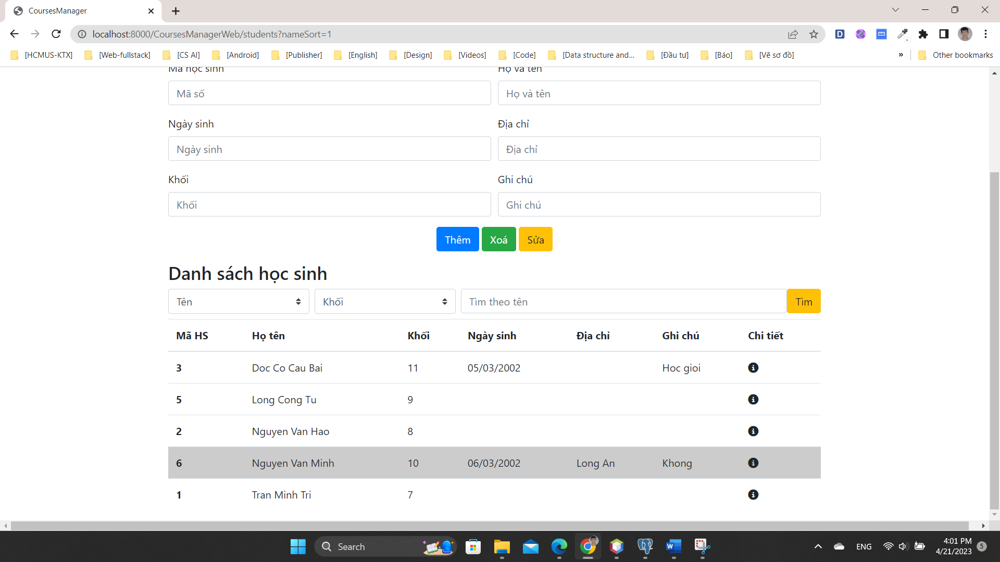 CoursesManager
localhost:8000/CoursesManagerWeb/students?nameSort=1
[HCMUS-KTX] [Web-fullstack] [CS AI] [Android] [Publisher] [English] [Design] [Videos] [Code] [Data structure and... [Đầu tư] [Báo] [Vẽ sơ đồ] » Other bookmarks
Mã học sinh Họ và tên
Mã số Họ và tên
Ngày sinh Địa chỉ
Ngày sinh Địa chỉ
Khối Ghi chú
Khối Ghi chú
Thêm Xoá Sửa
Danh sách học sinh
Tên Khối Tìm theo tên Tìm
Mã HS Họ tên Khối Ngày sinh Địa chỉ Ghi chú Chi tiết
3 Doc Co Cau Bai 11 05/03/2002 Hoc gioi
5 Long Cong Tu 9
2 Nguyen Van Hao 8
6 Nguyen Van Minh 10 06/03/2002 Long An Khong
1 Tran Minh Tri 7
Search ENG 4:01 PM
4/21/2023 5